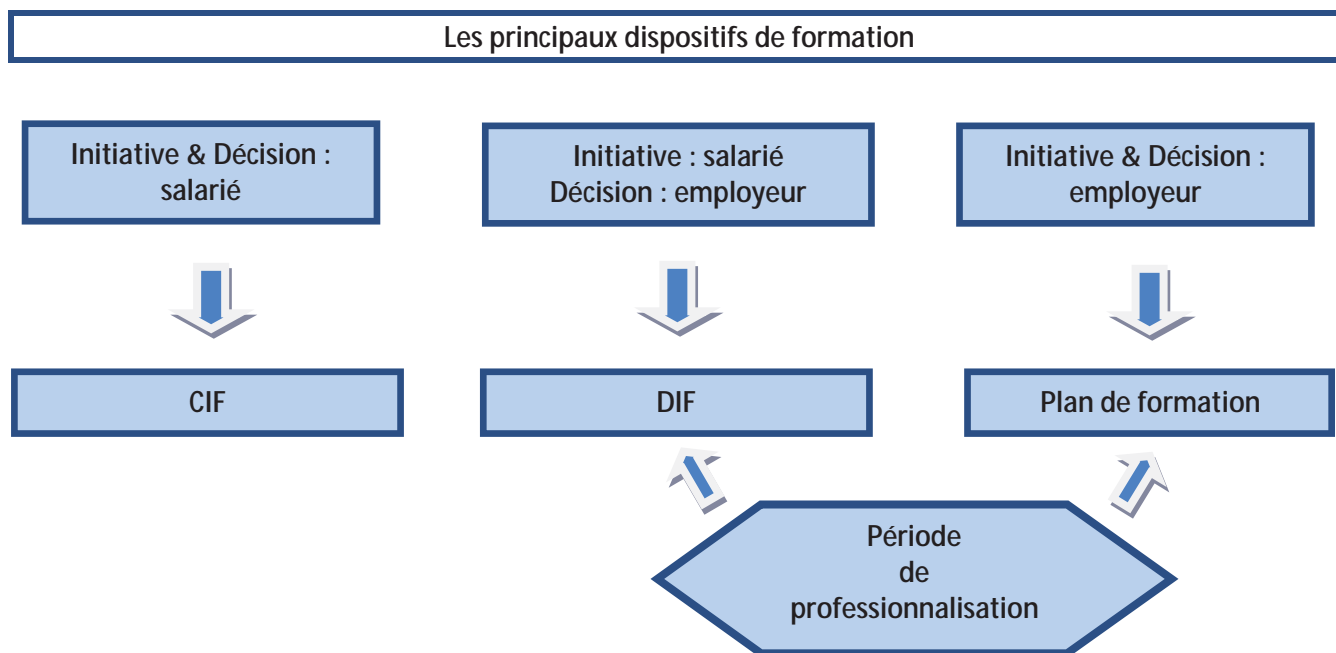 Les principaux dispositifs de formation
Initiative & Décision :
salarié
Initiative : salarié
Décision : employeur
Initiative & Décision :
employeur
CIF
DIF
Plan de formation
Période
de
professionnalisation